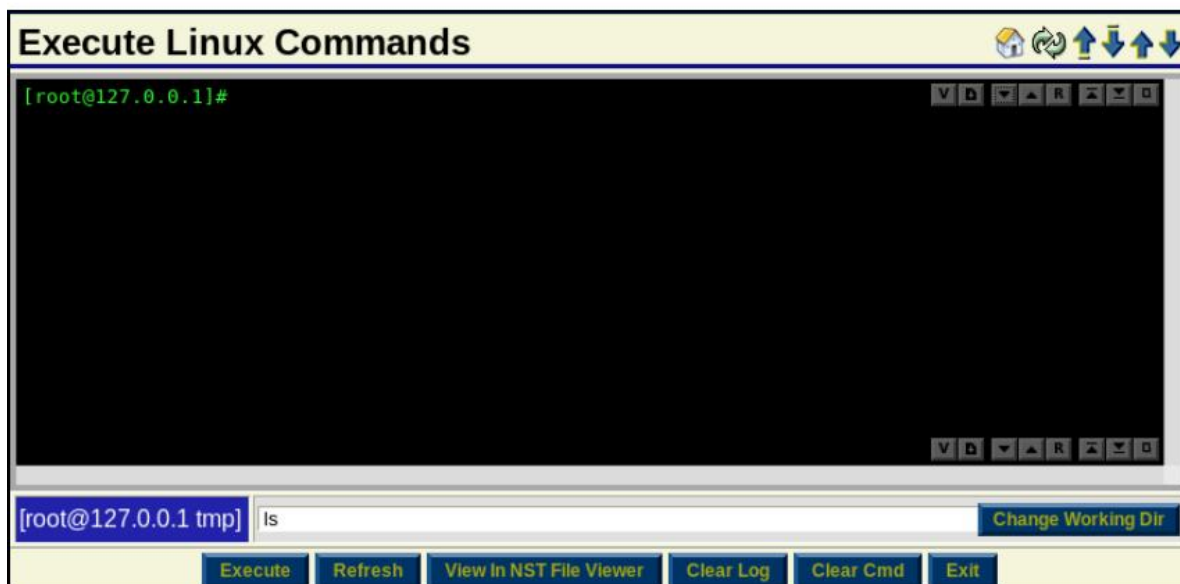 Execute Linux Commands
[root@127.0.0.1]#
V D R
V D R
[root@127.0.0.1 tmp] ls Change Working Dir
Execute Refresh View In NST File Viewer Clear Log Clear Cmd Exit